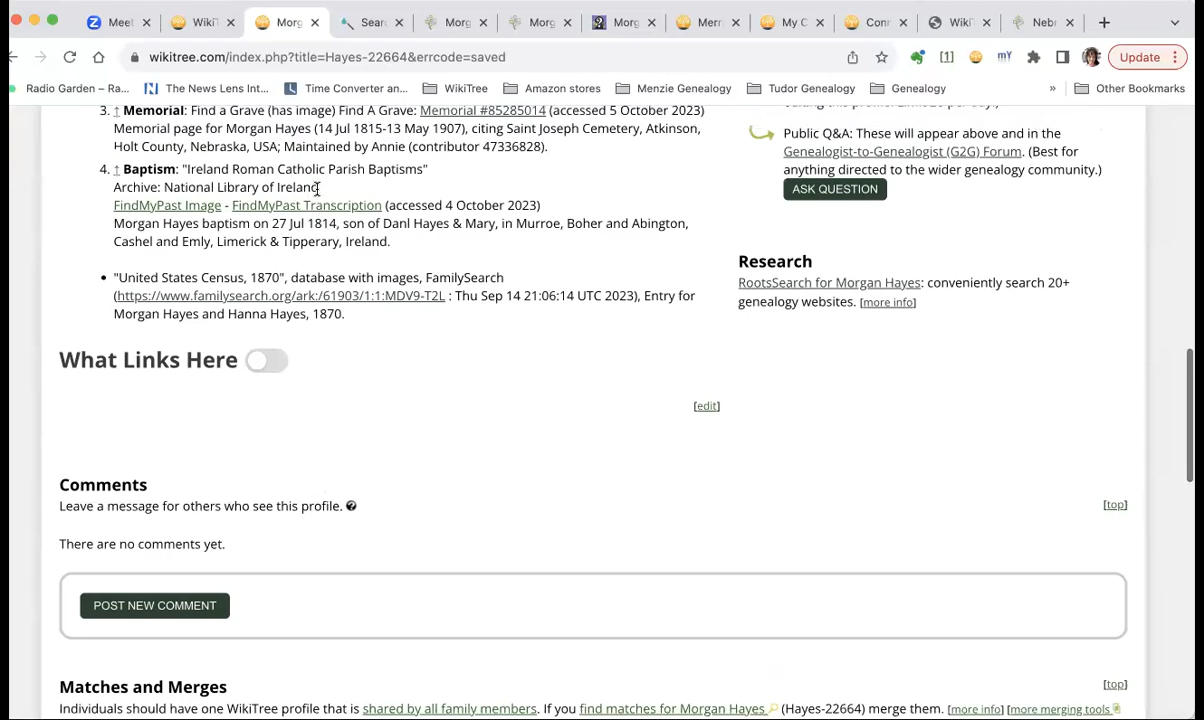 Meet
WikiT
Morg
Sear
Morg
Morg
Morg
Merr
My C
Conn
WikiT
Neb
wikitree.com/index.php?title=Hayes-22664&errcode=saved
Update
Radio Garden – Ra...
The News Lens Int...
Time Converter an...
WikiTree
Amazon stores
Menzie Genealogy
Tudor Genealogy
Genealogy
»
Other Bookmarks
3. ↑ Memorial: Find a Grave (has image) Find A Grave: Memorial #85285014 (accessed 5 October 2023)
Memorial page for Morgan Hayes (14 Jul 1815-13 May 1907), citing Saint Joseph Cemetery, Atkinson,
Holt County, Nebraska, USA; Maintained by Annie (contributor 47336828).
4. ↑ Baptism: "Ireland Roman Catholic Parish Baptisms"
Archive: National Library of Ireland
FindMyPast Image - FindMyPast Transcription (accessed 4 October 2023)
Morgan Hayes baptism on 27 Jul 1814, son of Danl Hayes & Mary, in Murroe, Boher and Abington,
Cashel and Emly, Limerick & Tipperary, Ireland.
• "United States Census, 1870", database with images, FamilySearch
(https://www.familysearch.org/ark:/61903/1:1:MDV9-T2L : Thu Sep 14 21:06:14 UTC 2023), Entry for
Morgan Hayes and Hanna Hayes, 1870.
Public Q&A: These will appear above and in the
Genealogist-to-Genealogist (G2G) Forum. (Best for
anything directed to the wider genealogy community.)
ASK QUESTION
Research
RootsSearch for Morgan Hayes: conveniently search 20+
genealogy websites. [more info]
What Links Here
[edit]
Comments
[top]
Leave a message for others who see this profile.
There are no comments yet.
POST NEW COMMENT
Matches and Merges
[top]
Individuals should have one WikiTree profile that is shared by all family members. If you find matches for Morgan Hayes (Hayes-22664) merge them. [more info] [more merging tools